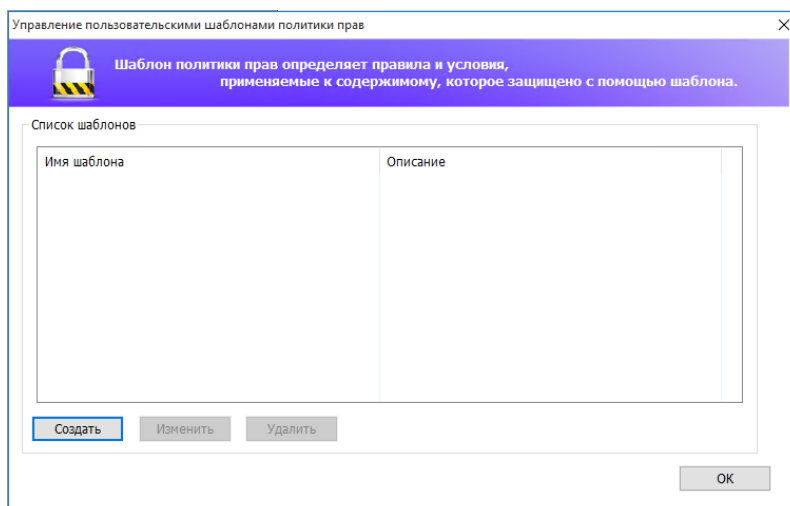 Управление пользовательскими шаблонами политики прав
Шаблон политики прав определяет правила и условия,
применяемые к содержимому, которое защищено с помощью шаблона.
Список шаблонов
Имя шаблона Описание
Создать Изменить Удалить
ОК